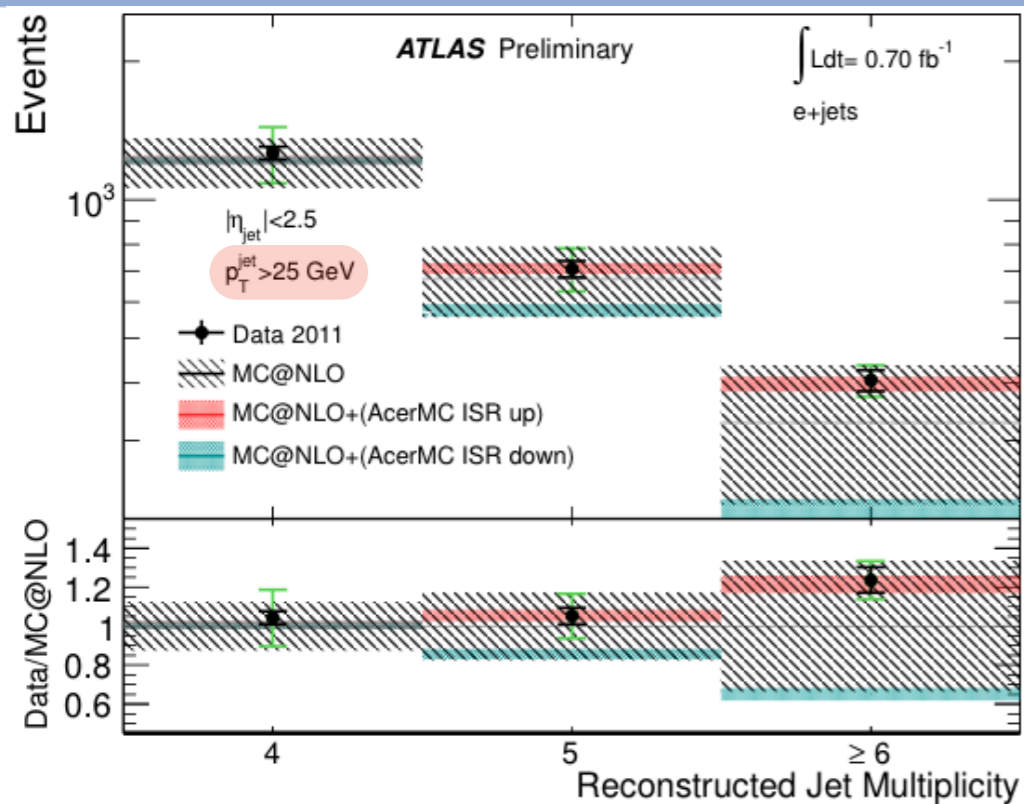 Events
ATLAS Preliminary
∫Ldt= 0.70 fb⁻¹
e+jets
10³
|η_jet|<2.5
p_T^jet>25 GeV
Data 2011
MC@NLO
MC@NLO+(AcerMC ISR up)
MC@NLO+(AcerMC ISR down)
Data/MC@NLO
1.4
1.2
1
0.8
0.6
4 5 ≥ 6
Reconstructed Jet Multiplicity